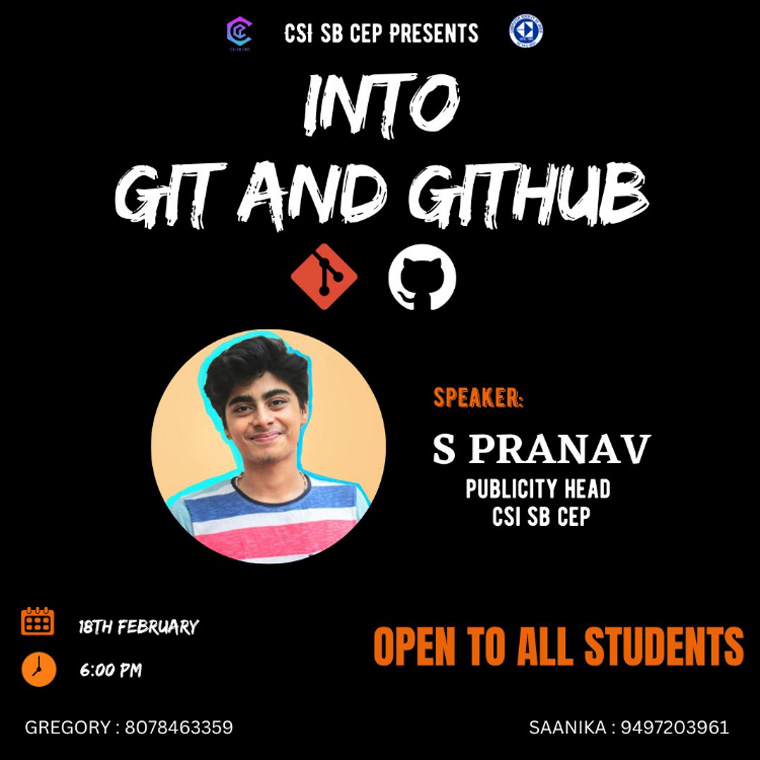 CSI SB CEP PRESENTS
INTO
GIT AND GITHUB
SPEAKER:
S PRANAV
PUBLICITY HEAD
CSI SB CEP
18TH FEBRUARY
6:00 PM
OPEN TO ALL STUDENTS
GREGORY : 8078463359
SAANIKA : 9497203961